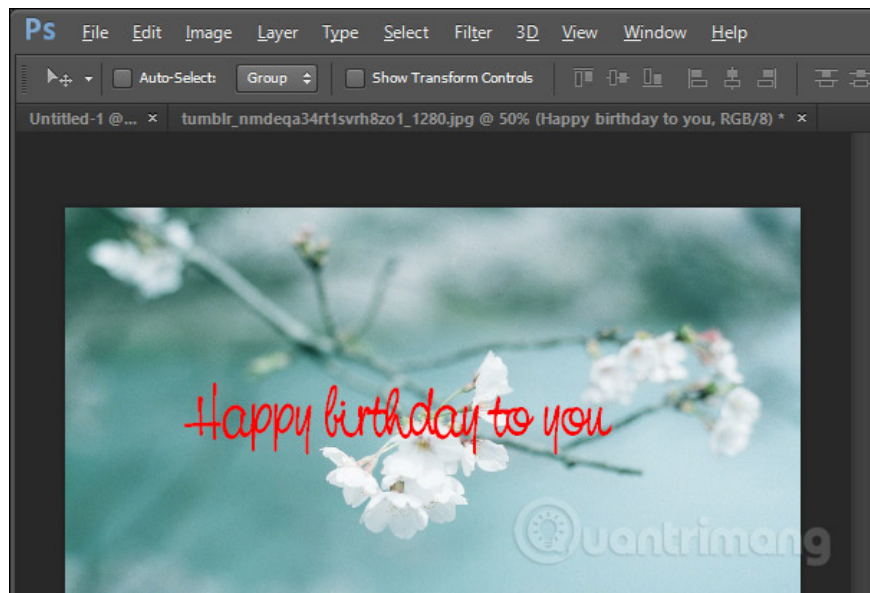 Ps File Edit Image Layer Type Select Filter 3D View Window Help
Auto-Select: Group Show Transform Controls
Untitled-1 @... × tumblr_nmdeqa34rt1svrh8zo1_1280.jpg @ 50% (Happy birthday to you, RGB/8) * ×
Happy birthday to you
Quantrimang